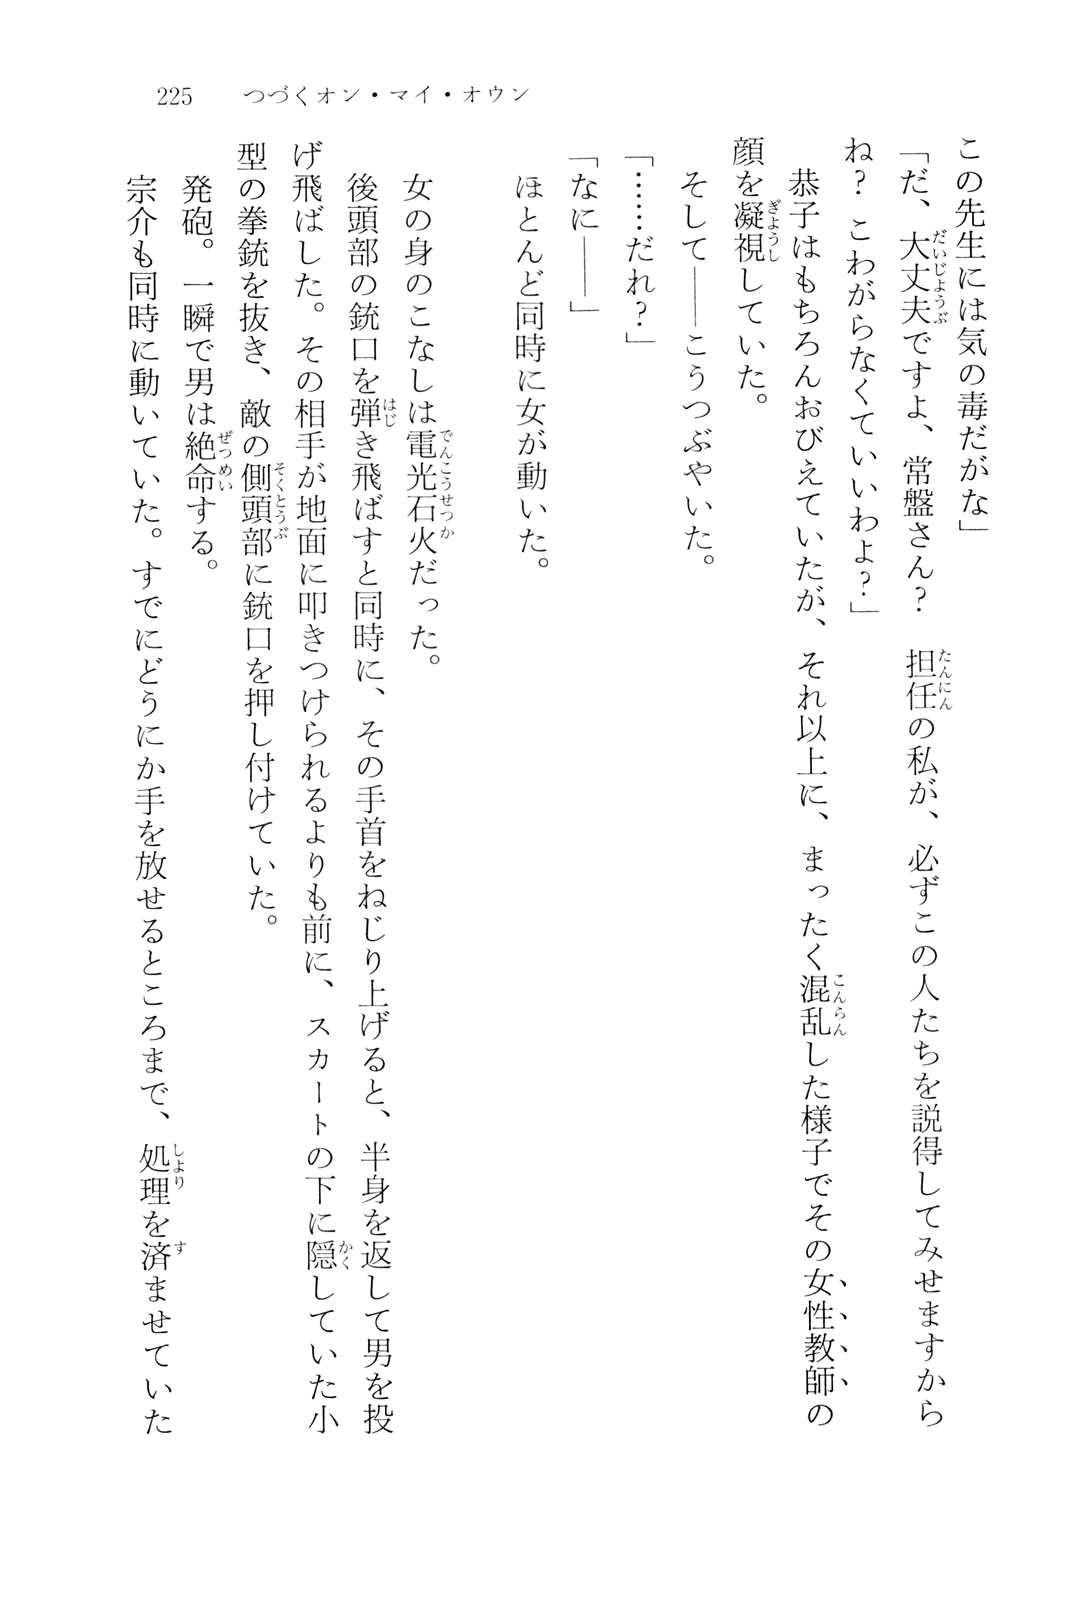 225　つづくオン・マイ・オウン
この先生には気の毒だがな」
「だ、大丈夫ですよ、常盤さん？　担任の私が、必ずこの人たちを説得してみせますから
ね？　こわがらなくていいわよ？」
　恭子はもちろんおびえていたが、それ以上に、まったく混乱した様子でその女性教師の
顔を凝視していた。
　そして――こうつぶやいた。
「……だれ？」
「なに――」
　ほとんど同時に女が動いた。
　女の身のこなしは電光石火だった。
　後頭部の銃口を弾き飛ばすと同時に、その手首をねじり上げると、半身を返して男を投
げ飛ばした。その相手が地面に叩きつけられるよりも前に、スカートの下に隠していた小
型の拳銃を抜き、敵の側頭部に銃口を押し付けていた。
　発砲。一瞬で男は絶命する。
　宗介も同時に動いていた。すでにどうにか手を放せるところまで、処理を済ませていた